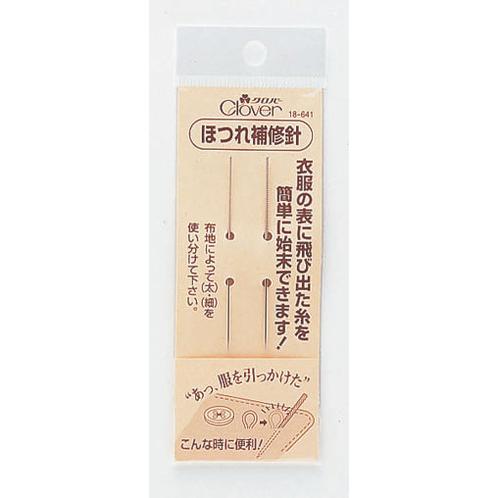 クロバー
Clover
18-641
ほつれ補修針
衣服の表に飛び出た糸を
簡単に始末できます!
布地によって(太)・(細)を
使い分けて下さい。
“あっ、服を引っかけた”
こんな時に便利!